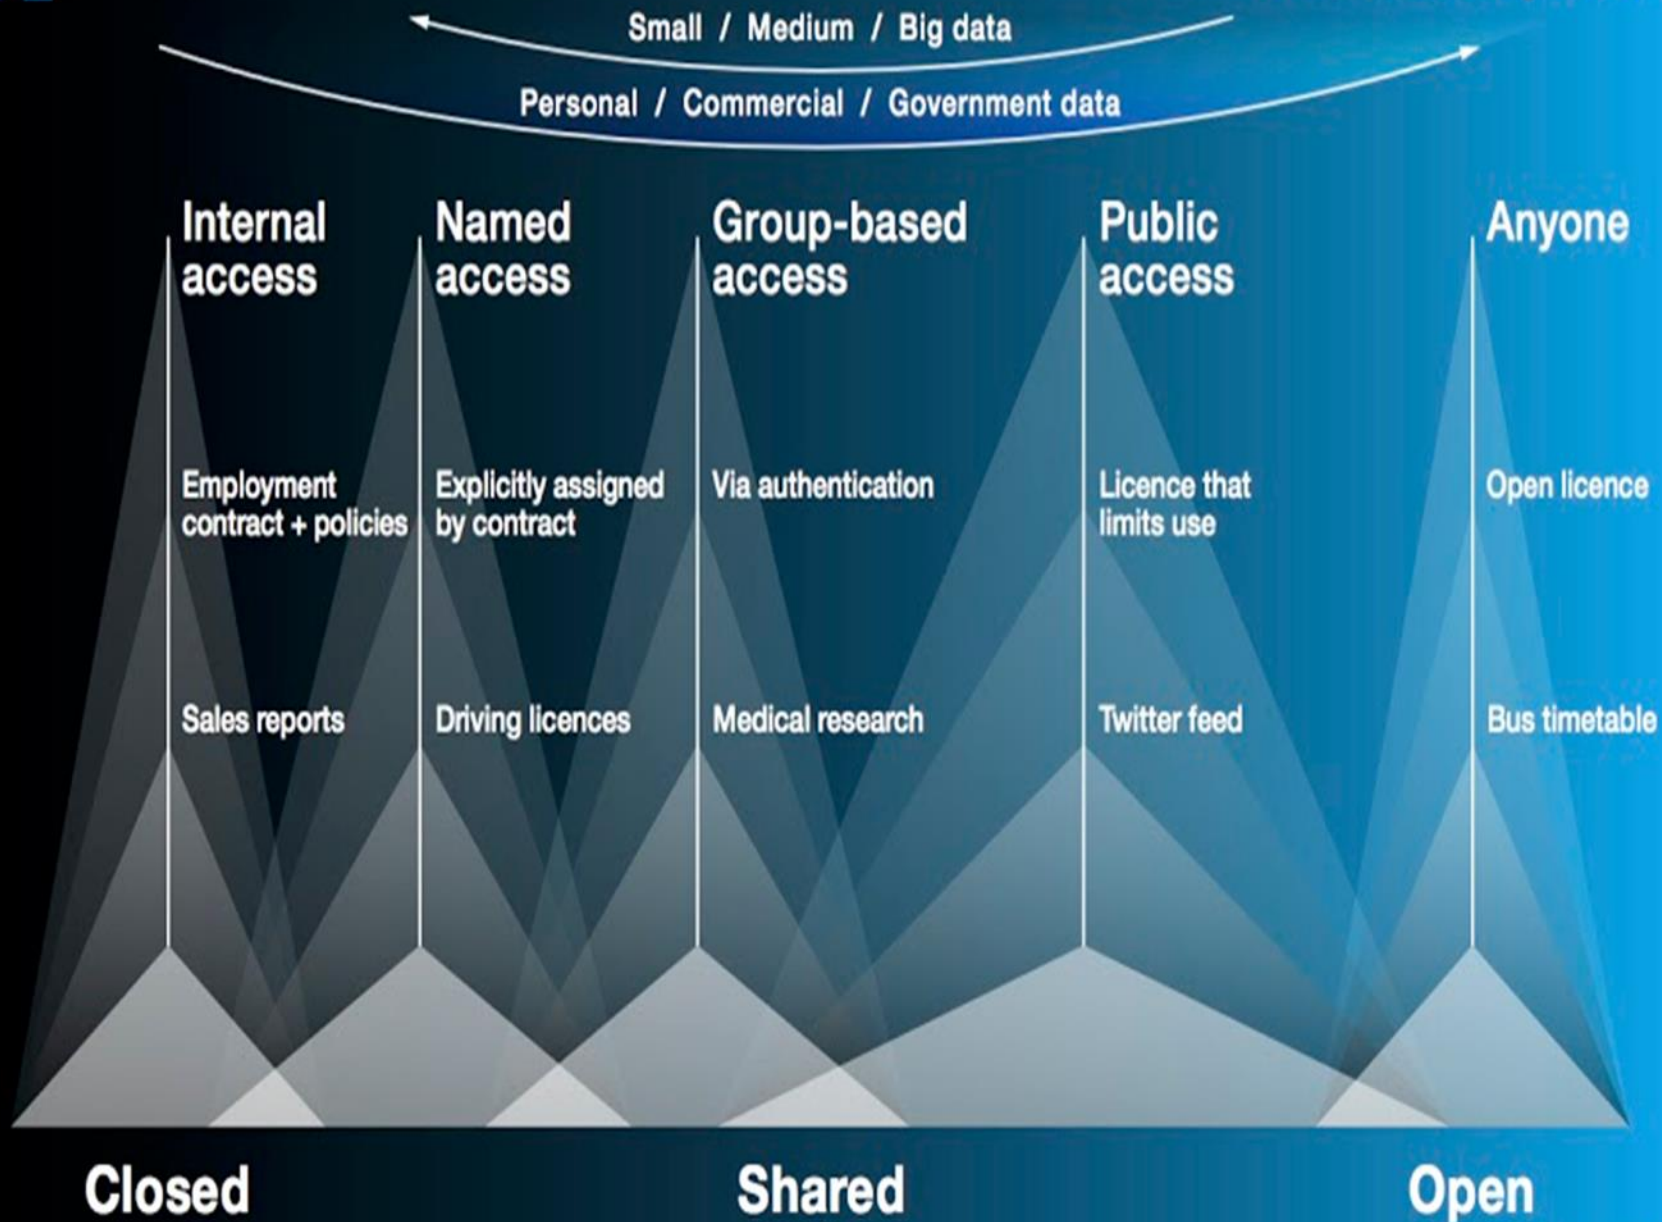 Small / Medium / Big data
Personal / Commercial / Government data
Internal
access
Named
access
Group-based
access
Public
access
Anyone
Employment
contract + policies
Explicitly assigned
by contract
Via authentication
Licence that
limits use
Open licence
Sales reports
Driving licences
Medical research
Twitter feed
Bus timetable
Closed
Shared
Open